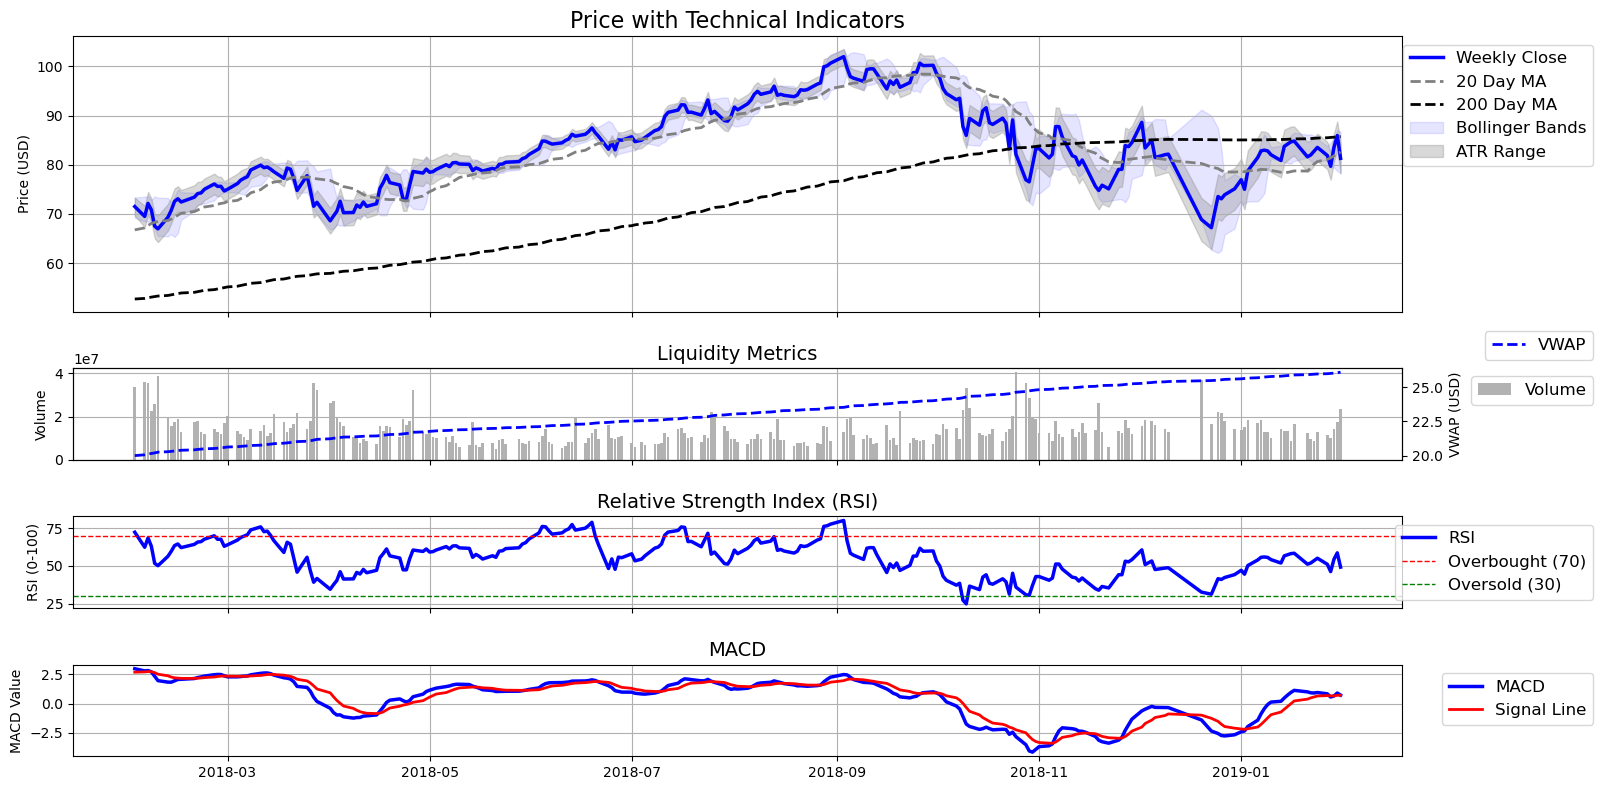 Price with Technical Indicators
Price (USD)
100
90
80
70
60
Weekly Close
20 Day MA
200 Day MA
Bollinger Bands
ATR Range
Liquidity Metrics
1e7
Volume
4
2
0
25.0
22.5
20.0
VWAP (USD)
VWAP
Volume
Relative Strength Index (RSI)
RSI (0-100)
75
50
25
RSI
Overbought (70)
Oversold (30)
MACD
MACD Value
2.5
0.0
−2.5
MACD
Signal Line
2018-03
2018-05
2018-07
2018-09
2018-11
2019-01